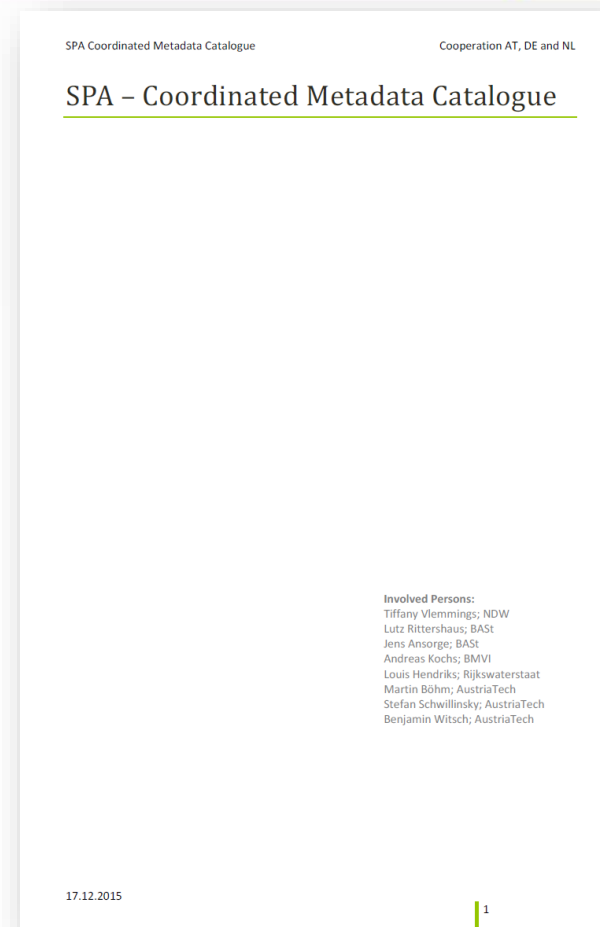 SPA Coordinated Metadata Catalogue Cooperation AT, DE and NL
SPA – Coordinated Metadata Catalogue
Involved Persons:
Tiffany Vlemmings; NDW
Lutz Rittershaus; BASt
Jens Ansorge; BASt
Andreas Kochs; BMVI
Louis Hendriks; Rijkswaterstaat
Martin Böhm; AustriaTech
Stefan Schwillinsky; AustriaTech
Benjamin Witsch; AustriaTech
17.12.2015
1